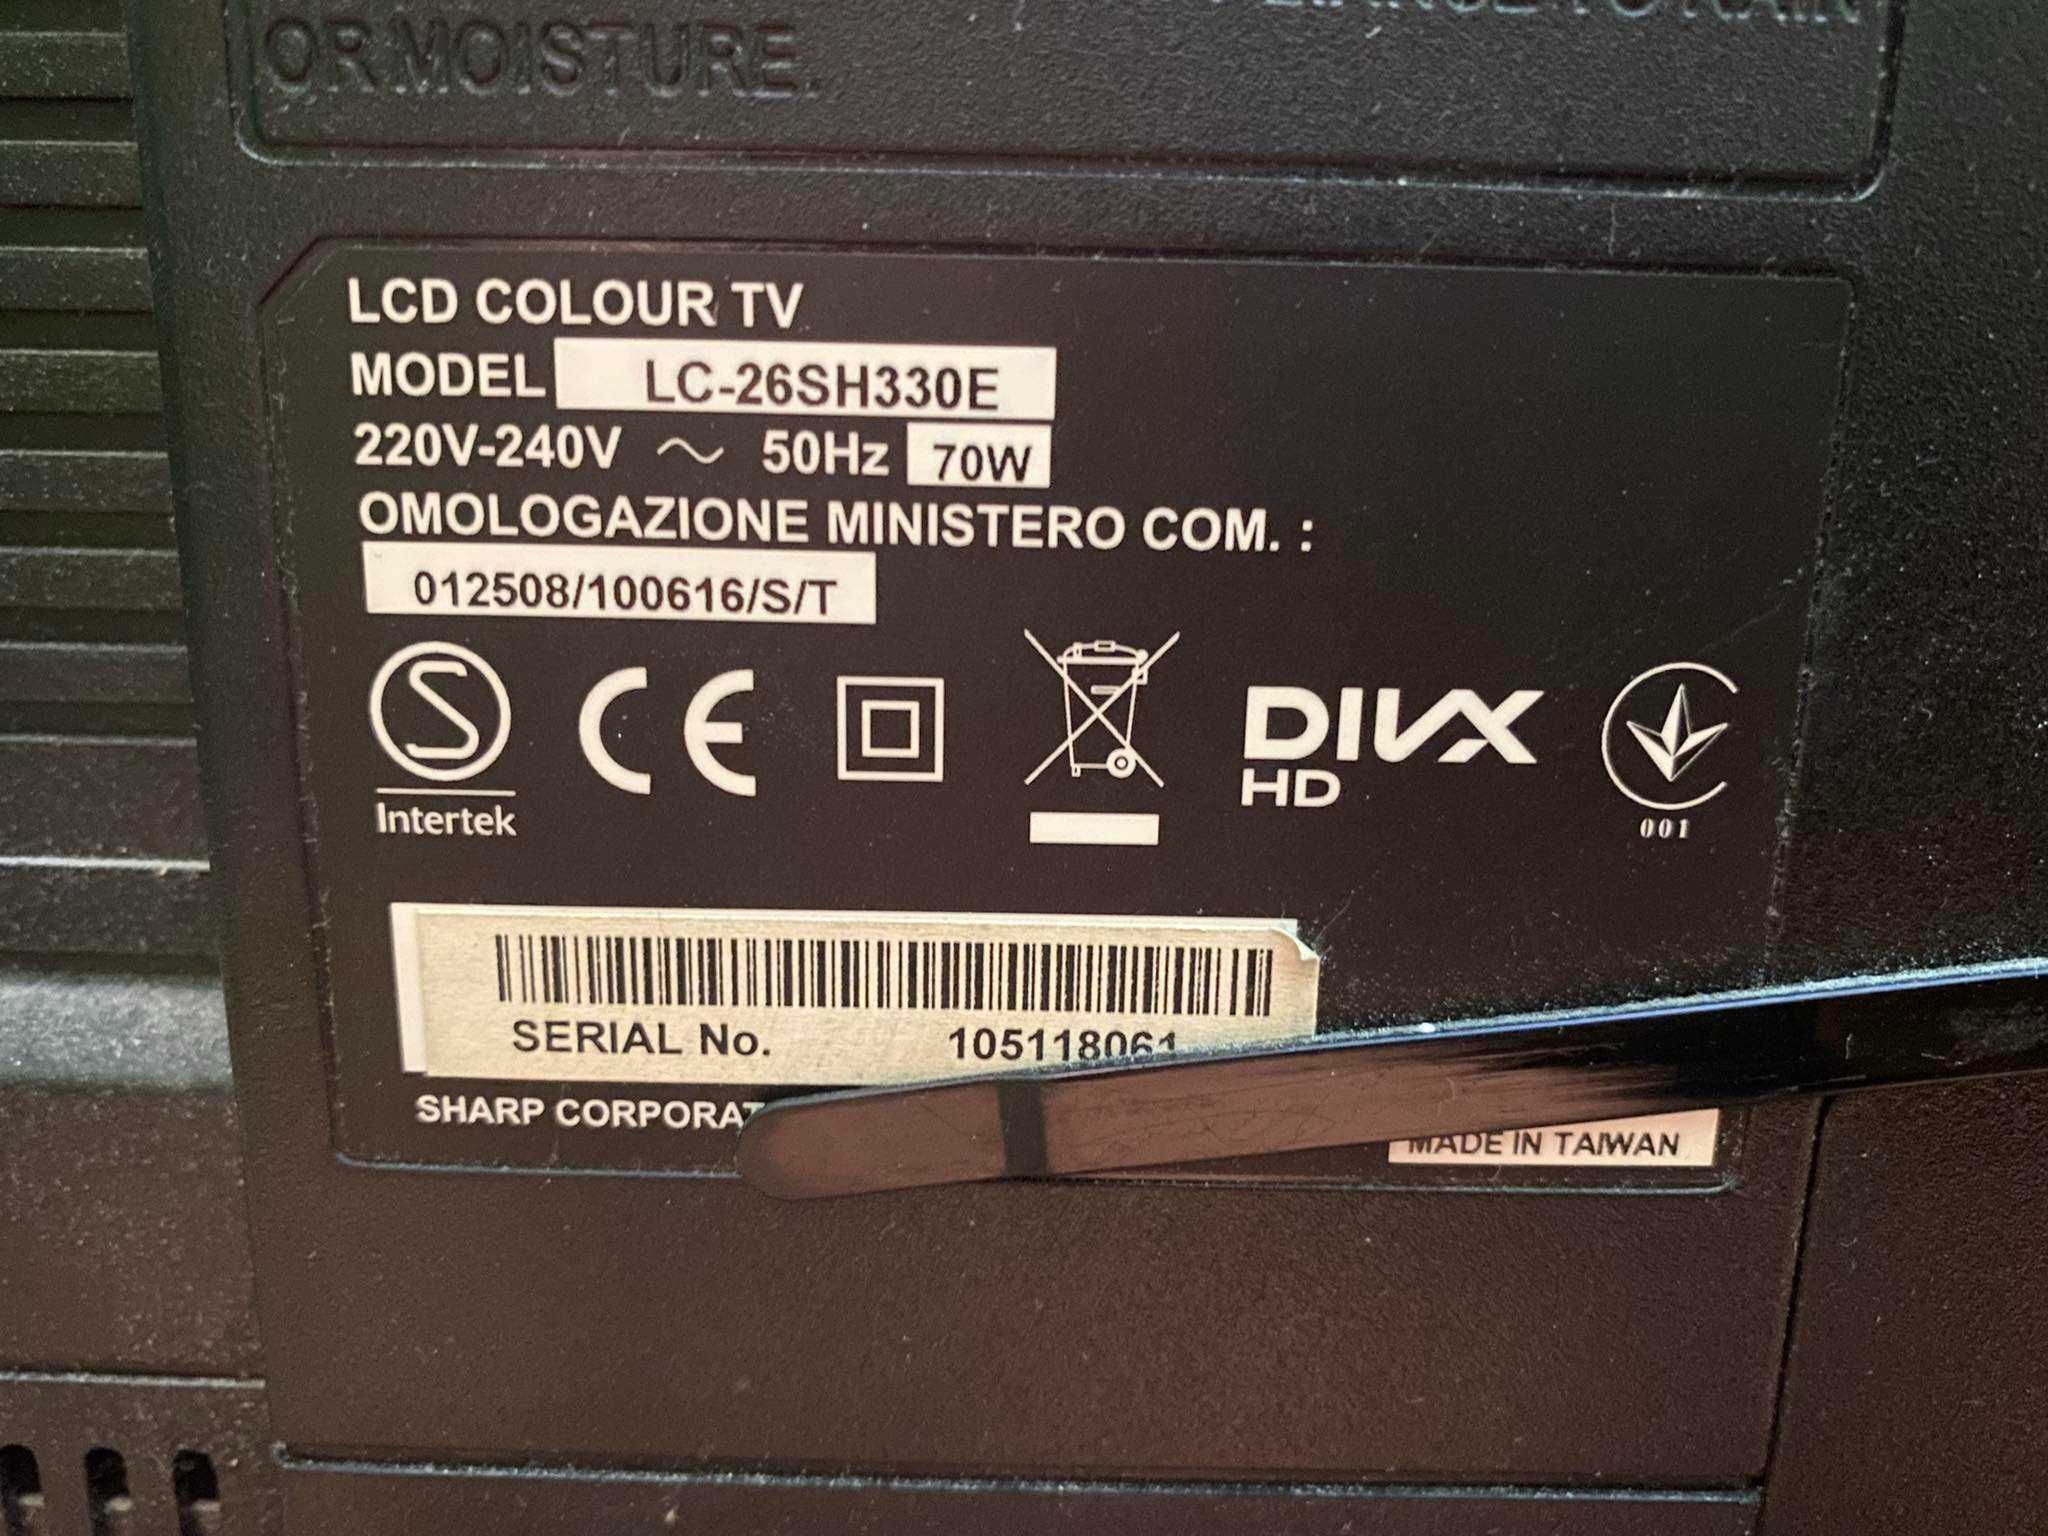 OR MOISTURE.
LCD COLOUR TV
MODEL LC-26SH330E
220V-240V ~ 50Hz 70W
OMOLOGAZIONE MINISTERO COM. :
012508/100616/S/T
S
Intertek
CE
DIVX
HD
001
SERIAL No. 105118061
SHARP
MADE IN TAIWAN